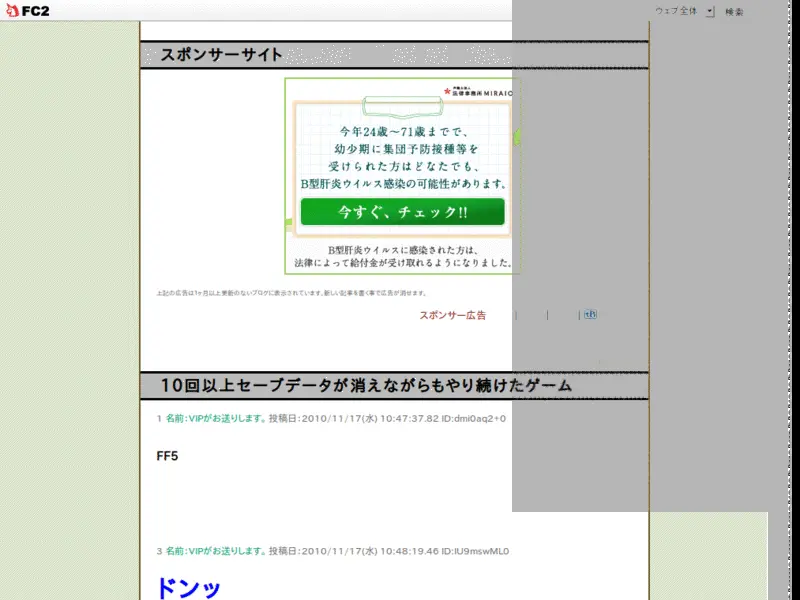 FC2
ウェブ全体
検索
スポンサーサイト
法律事務所MIRAIO
今年24歳～71歳までで、
幼少期に集団予防接種等を
受けられた方はどなたでも、
B型肝炎ウイルス感染の可能性があります。
今すぐ、チェック!!
B型肝炎ウイルスに感染された方は、
法律によって給付金が受け取れるようになりました。
上記の広告は1ヶ月以上更新のないブログに表示されています。新しい記事を書く事で広告が消せます。
スポンサー広告 | | |
10回以上セーブデータが消えながらもやり続けたゲーム
1 名前：VIPがお送りします。 投稿日：2010/11/17(水) 10:47:37.82 ID:dmi0aq2+0
FF5
3 名前：VIPがお送りします。 投稿日：2010/11/17(水) 10:48:19.46 ID:IU9mswML0
ドンッ